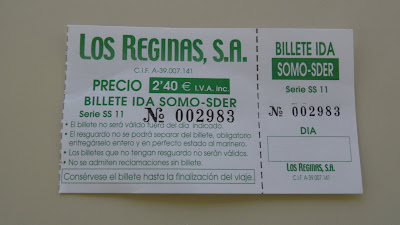 LOS REGINAS, S.A.
C.I.F. A-39.007.141
PRECIO 2'40 € I.V.A. inc.
BILLETE IDA SOMO-SDER
Serie SS 11 № 002983
• El billete no será válido fuera del día indicado.
• El resguardo no se podrá separar del billete, obligatorio
entregárselo entero y en perfecto estado al marinero.
• Los billetes que no tengan resguardo no serán válidos.
• No se admiten reclamaciones sin billete.
Consérvese el billete hasta la finalización del viaje.
BILLETE IDA
SOMO-SDER
Serie SS 11
№ 002983
DIA
LOS REGINAS, S.A.
C.I.F. A-39.007.141